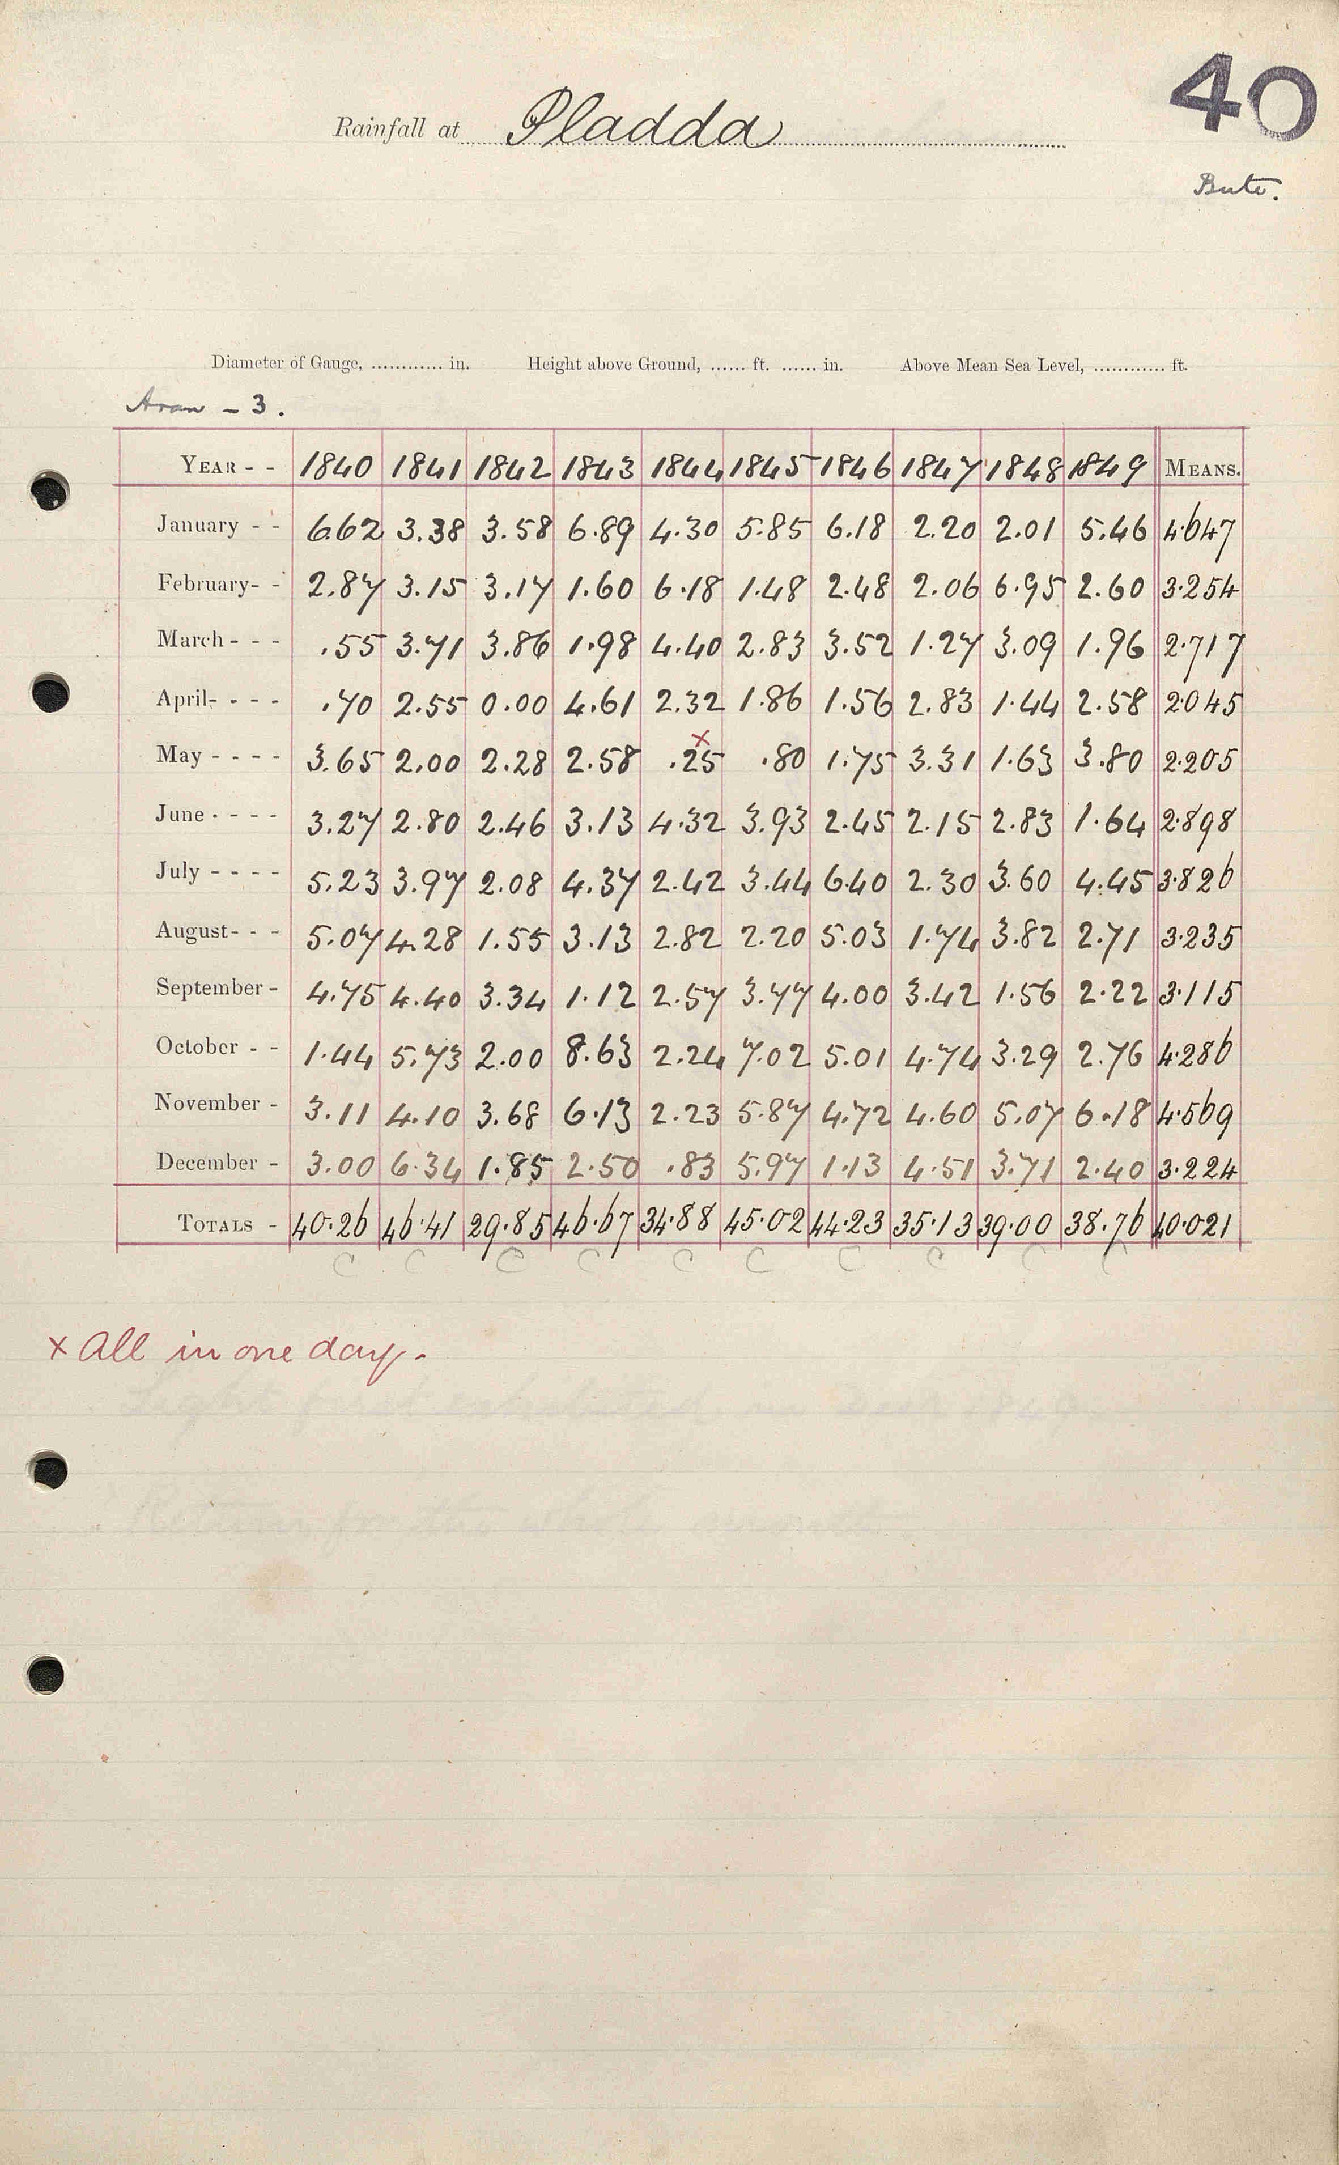 40
Rainfall at Pladda
Bute.
Diameter of Gauge, ............ in. Height above Ground, ...... ft. ...... in. Above Mean Sea Level, ............ ft.
Aran - 3.
YEAR - - 1840 1841 1842 1843 1844 1845 1846 1847 1848 1849 MEANS.
January - - 6.62 3.38 3.58 6.89 4.30 5.85 6.18 2.20 2.01 5.46 4.647
February- - 2.87 3.15 3.17 1.60 6.18 1.48 2.48 2.06 6.95 2.60 3.254
March - - - .55 3.71 3.86 1.98 4.40 2.83 3.52 1.27 3.09 1.96 2.717
April- - - - .70 2.55 0.00 4.61 2.32 1.86 1.56 2.83 1.44 2.58 2.045
May - - - - 3.65 2.00 2.28 2.58 .25 x .80 1.75 3.31 1.63 3.80 2.205
June - - - - 3.27 2.80 2.46 3.13 4.32 3.93 2.45 2.15 2.83 1.64 2.898
July - - - - 5.23 3.97 2.08 4.37 2.42 3.44 6.40 2.30 3.60 4.45 3.826
August- - - 5.07 4.28 1.55 3.13 2.82 2.20 5.03 1.74 3.82 2.71 3.235
September - 4.75 4.40 3.34 1.12 2.57 3.77 4.00 3.42 1.56 2.22 3.115
October - - 1.44 5.73 2.00 8.63 2.24 7.02 5.01 4.74 3.29 2.76 4.286
November - 3.11 4.10 3.68 6.13 2.23 5.87 4.72 4.60 5.07 6.18 4.569
December - 3.00 6.34 1.85 2.50 .83 5.97 1.13 4.51 3.71 2.40 3.224
TOTALS - 40.26 46.41 29.85 46.67 34.88 45.02 44.23 35.13 39.00 38.76 40.021
C C C C C C C C C C
x All in one day.